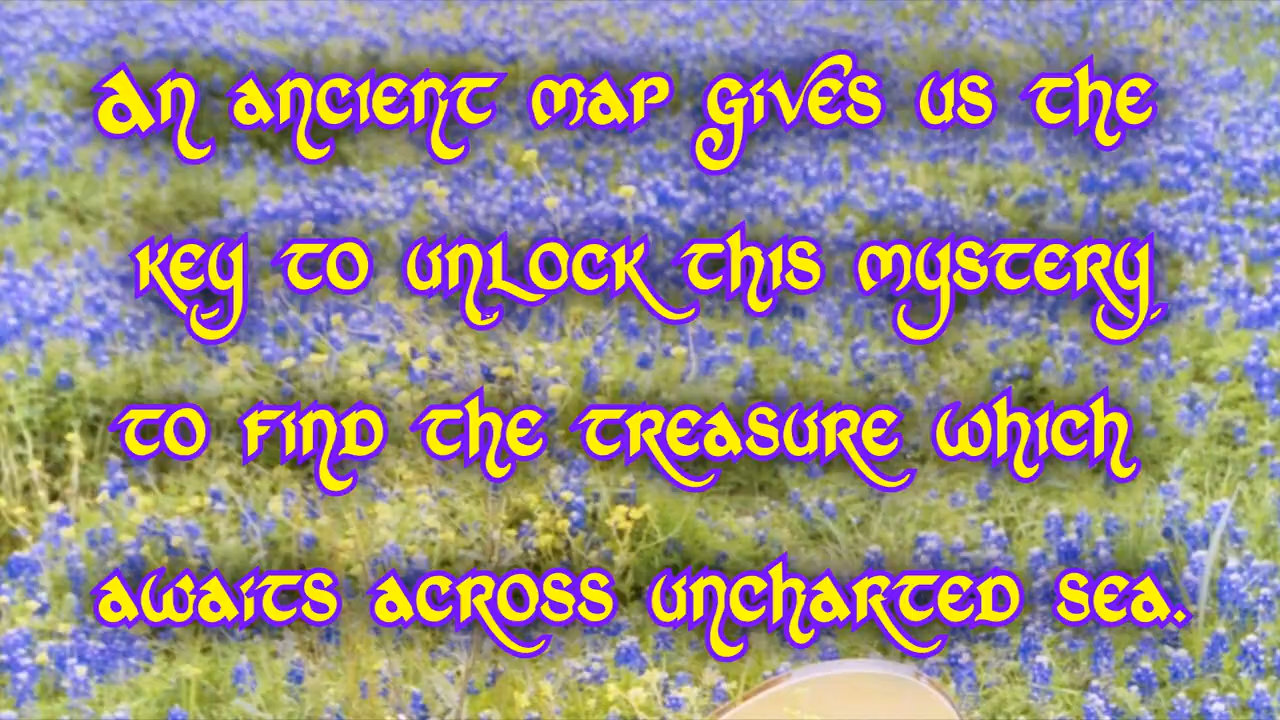 An ancient map gives us the
key to unlock this mystery,
to find the treasure which
awaits across uncharted sea.